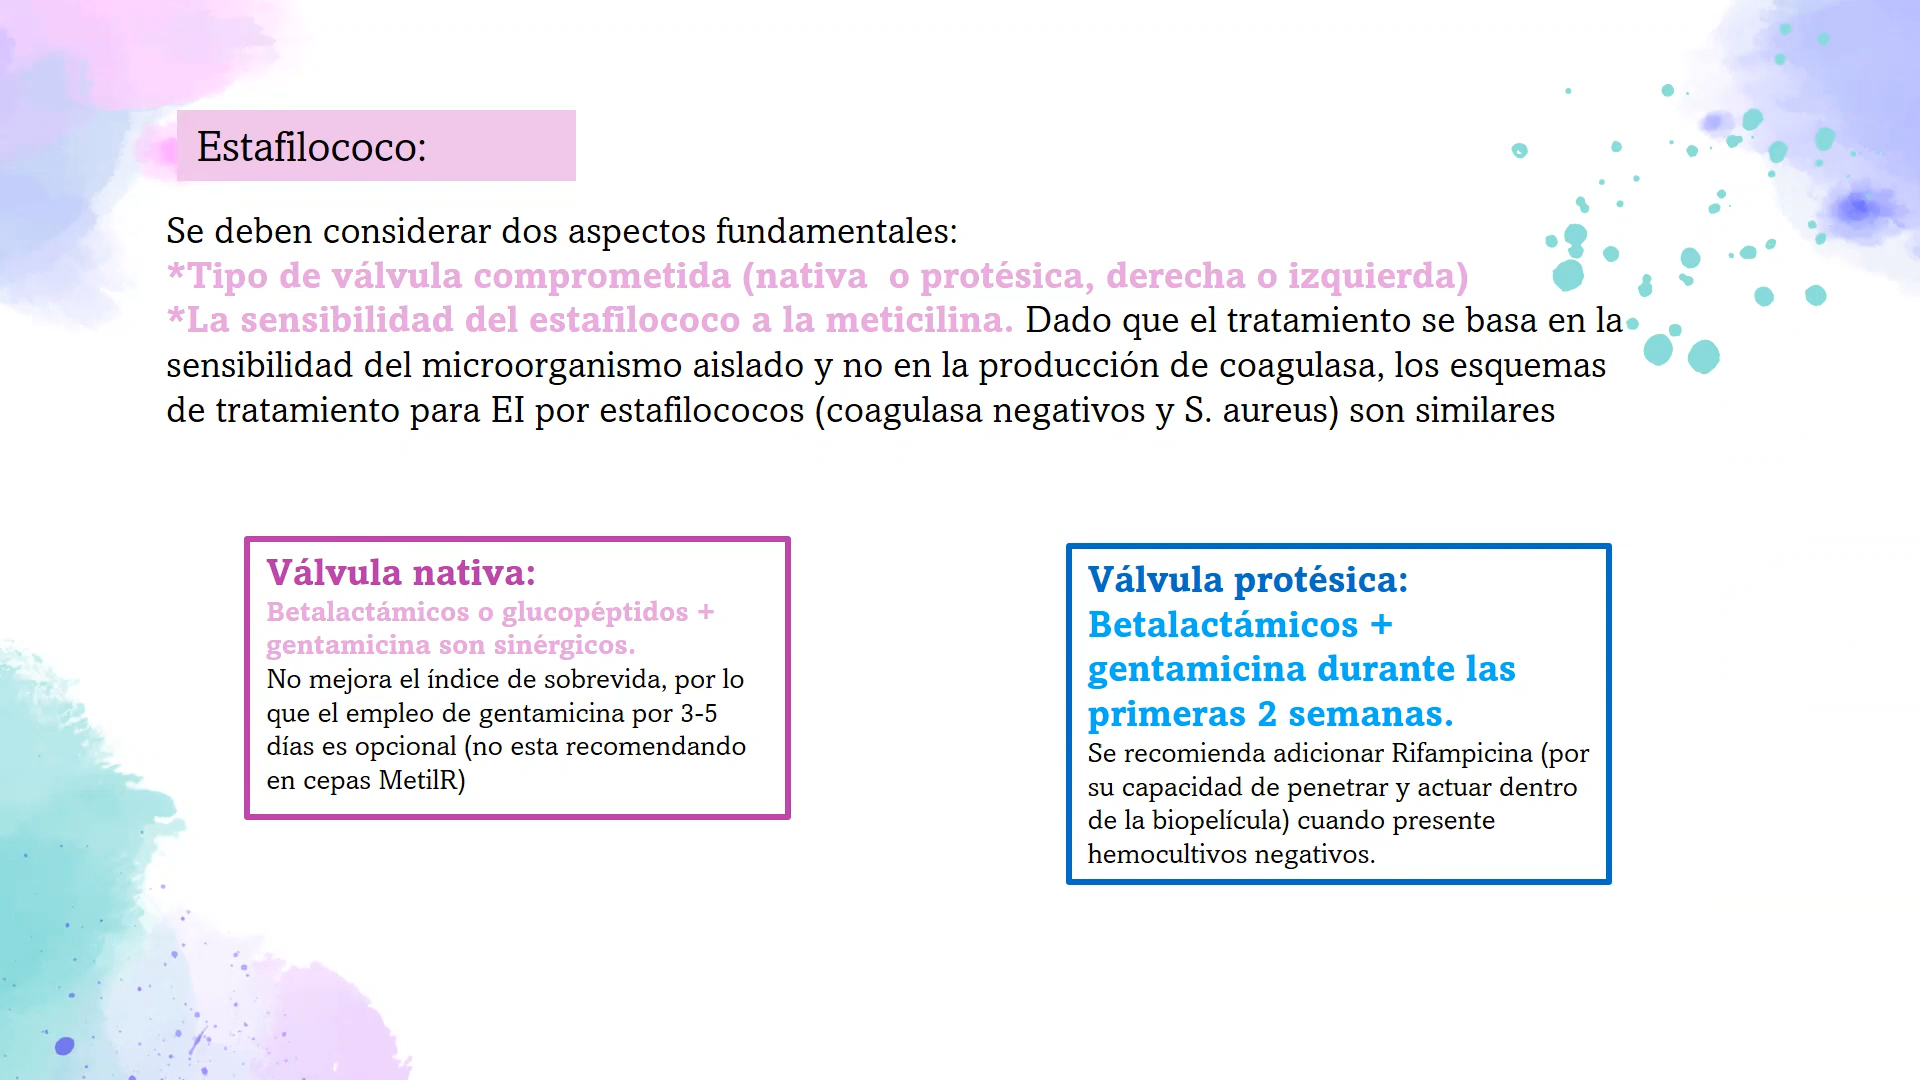 Estafilococo:
Se deben considerar dos aspectos fundamentales:
*Tipo de válvula comprometida (nativa  o protésica, derecha o izquierda)
*La sensibilidad del estafilococo a la meticilina. Dado que el tratamiento se basa en la
sensibilidad del microorganismo aislado y no en la producción de coagulasa, los esquemas
de tratamiento para EI por estafilococos (coagulasa negativos y S. aureus) son similares
Válvula nativa:
Betalactámicos o glucopéptidos +
gentamicina son sinérgicos.
No mejora el índice de sobrevida, por lo
que el empleo de gentamicina por 3-5
días es opcional (no esta recomendando
en cepas MetilR)
Válvula protésica:
Betalactámicos +
gentamicina durante las
primeras 2 semanas.
Se recomienda adicionar Rifampicina (por
su capacidad de penetrar y actuar dentro
de la biopelícula) cuando presente
hemocultivos negativos.